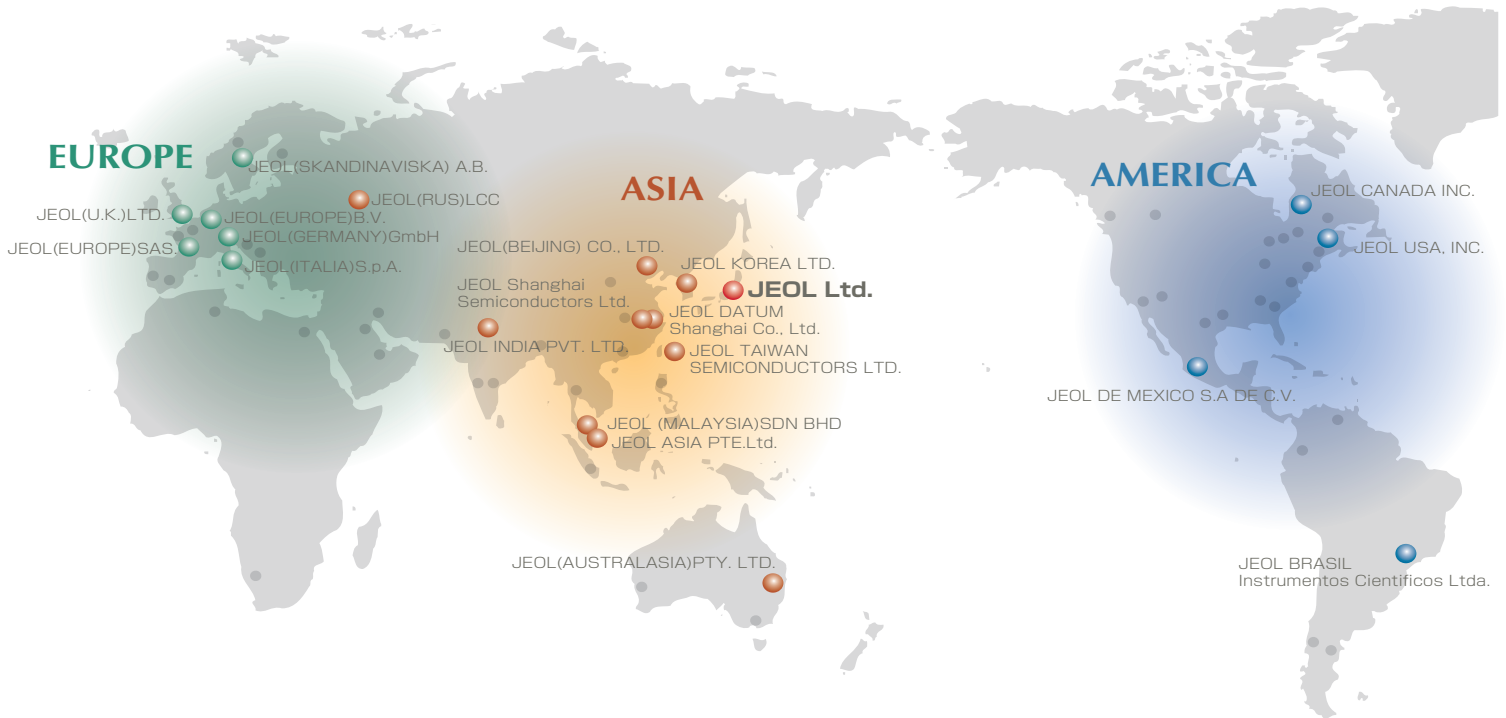 EUROPE
JEOL(SKANDINAVISKA) A.B.
JEOL(RUS)LCC
JEOL(U.K.)LTD.
JEOL(EUROPE)B.V.
JEOL(GERMANY)GmbH
JEOL(EUROPE)SAS.
JEOL(ITALIA)S.p.A.
ASIA
JEOL(BEIJING) CO., LTD.
JEOL KOREA LTD.
JEOL Shanghai
Semiconductors Ltd.
JEOL Ltd.
JEOL DATUM
Shanghai Co., Ltd.
JEOL INDIA PVT. LTD.
JEOL TAIWAN
SEMICONDUCTORS LTD.
JEOL (MALAYSIA)SDN BHD
JEOL ASIA PTE.Ltd.
JEOL(AUSTRALASIA)PTY. LTD.
AMERICA
JEOL CANADA INC.
JEOL USA, INC.
JEOL DE MEXICO S.A DE C.V.
JEOL BRASIL
Instrumentos Cientificos Ltda.